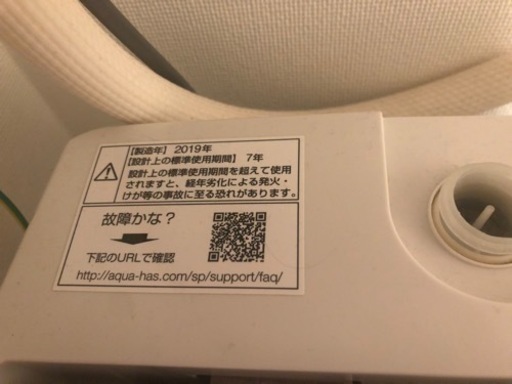 【製造年】2019年
【設計上の標準使用期間】7年
設計上の標準使用期間を超えて使用
されますと、経年劣化による発火・
けが等の事故に至る恐れがあります。
故障かな？
下記のURLで確認
http://aqua-has.com/sp/support/faq/